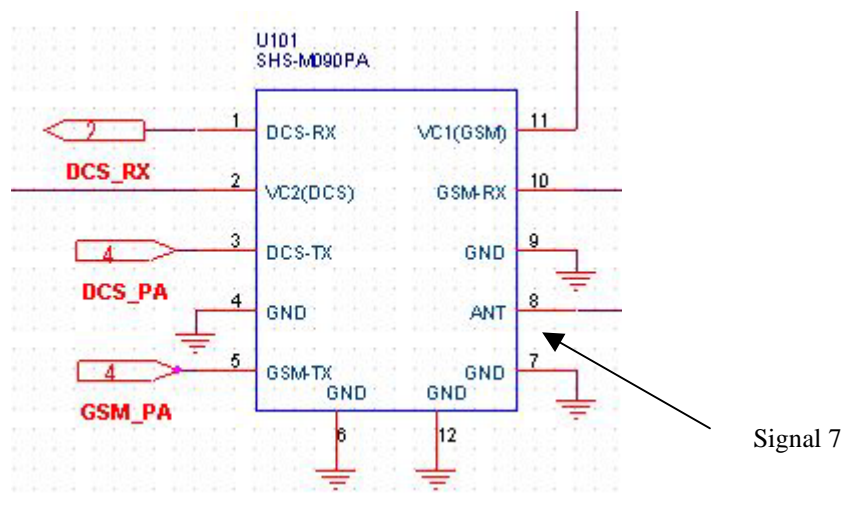 U101
SHS-M090PA
1 DCS-RX VC1(GSM) 11
2
DCS_RX
2 VC2(DCS) GSM-RX 10
3 DCS-TX GND 9
4
DCS_PA
4 GND ANT 8
5 GSM-TX GND 7
4
GND GND
GSM_PA
6 12
Signal 7